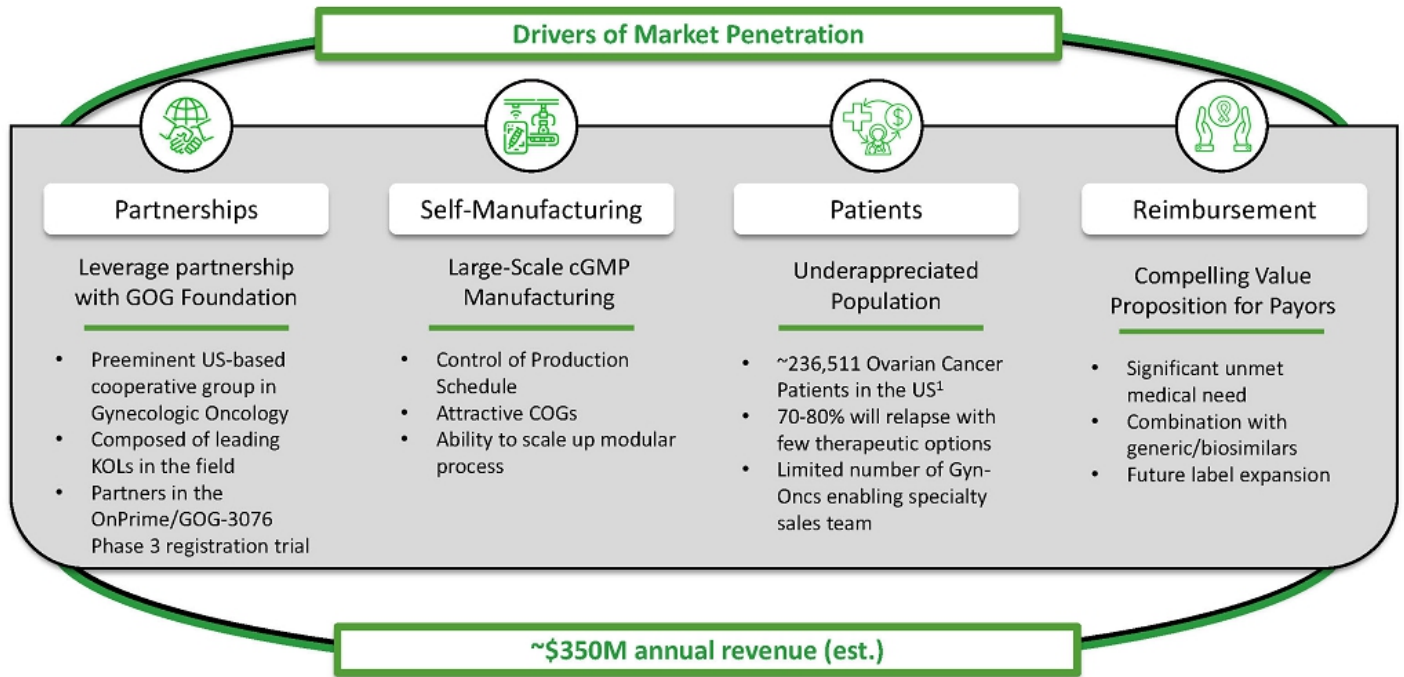 Drivers of Market Penetration
Partnerships
Leverage partnership
with GOG Foundation
• Preeminent US-based
cooperative group in
Gynecologic Oncology
• Composed of leading
KOLs in the field
• Partners in the
OnPrime/GOG-3076
Phase 3 registration trial
Self-Manufacturing
Large-Scale cGMP
Manufacturing
• Control of Production
Schedule
• Attractive COGs
• Ability to scale up modular
process
Patients
Underappreciated
Population
• ~236,511 Ovarian Cancer
Patients in the US¹
• 70-80% will relapse with
few therapeutic options
• Limited number of Gyn-
Oncs enabling specialty
sales team
Reimbursement
Compelling Value
Proposition for Payors
• Significant unmet
medical need
• Combination with
generic/biosimilars
• Future label expansion
~$350M annual revenue (est.)